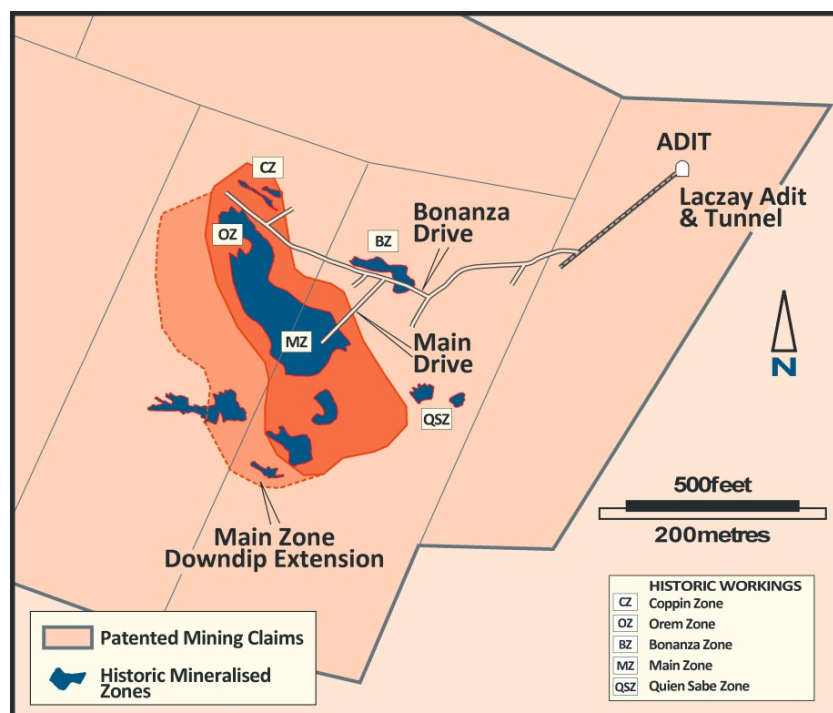 ADIT
Laczay Adit
& Tunnel
CZ
Bonanza
Drive
OZ
BZ
MZ
Main
Drive
N
QSZ
500feet
200metres
Main Zone
Downdip Extension
HISTORIC WORKINGS
CZ Coppin Zone
OZ Orem Zone
BZ Bonanza Zone
MZ Main Zone
QSZ Quien Sabe Zone
Patented Mining Claims
Historic Mineralised
Zones